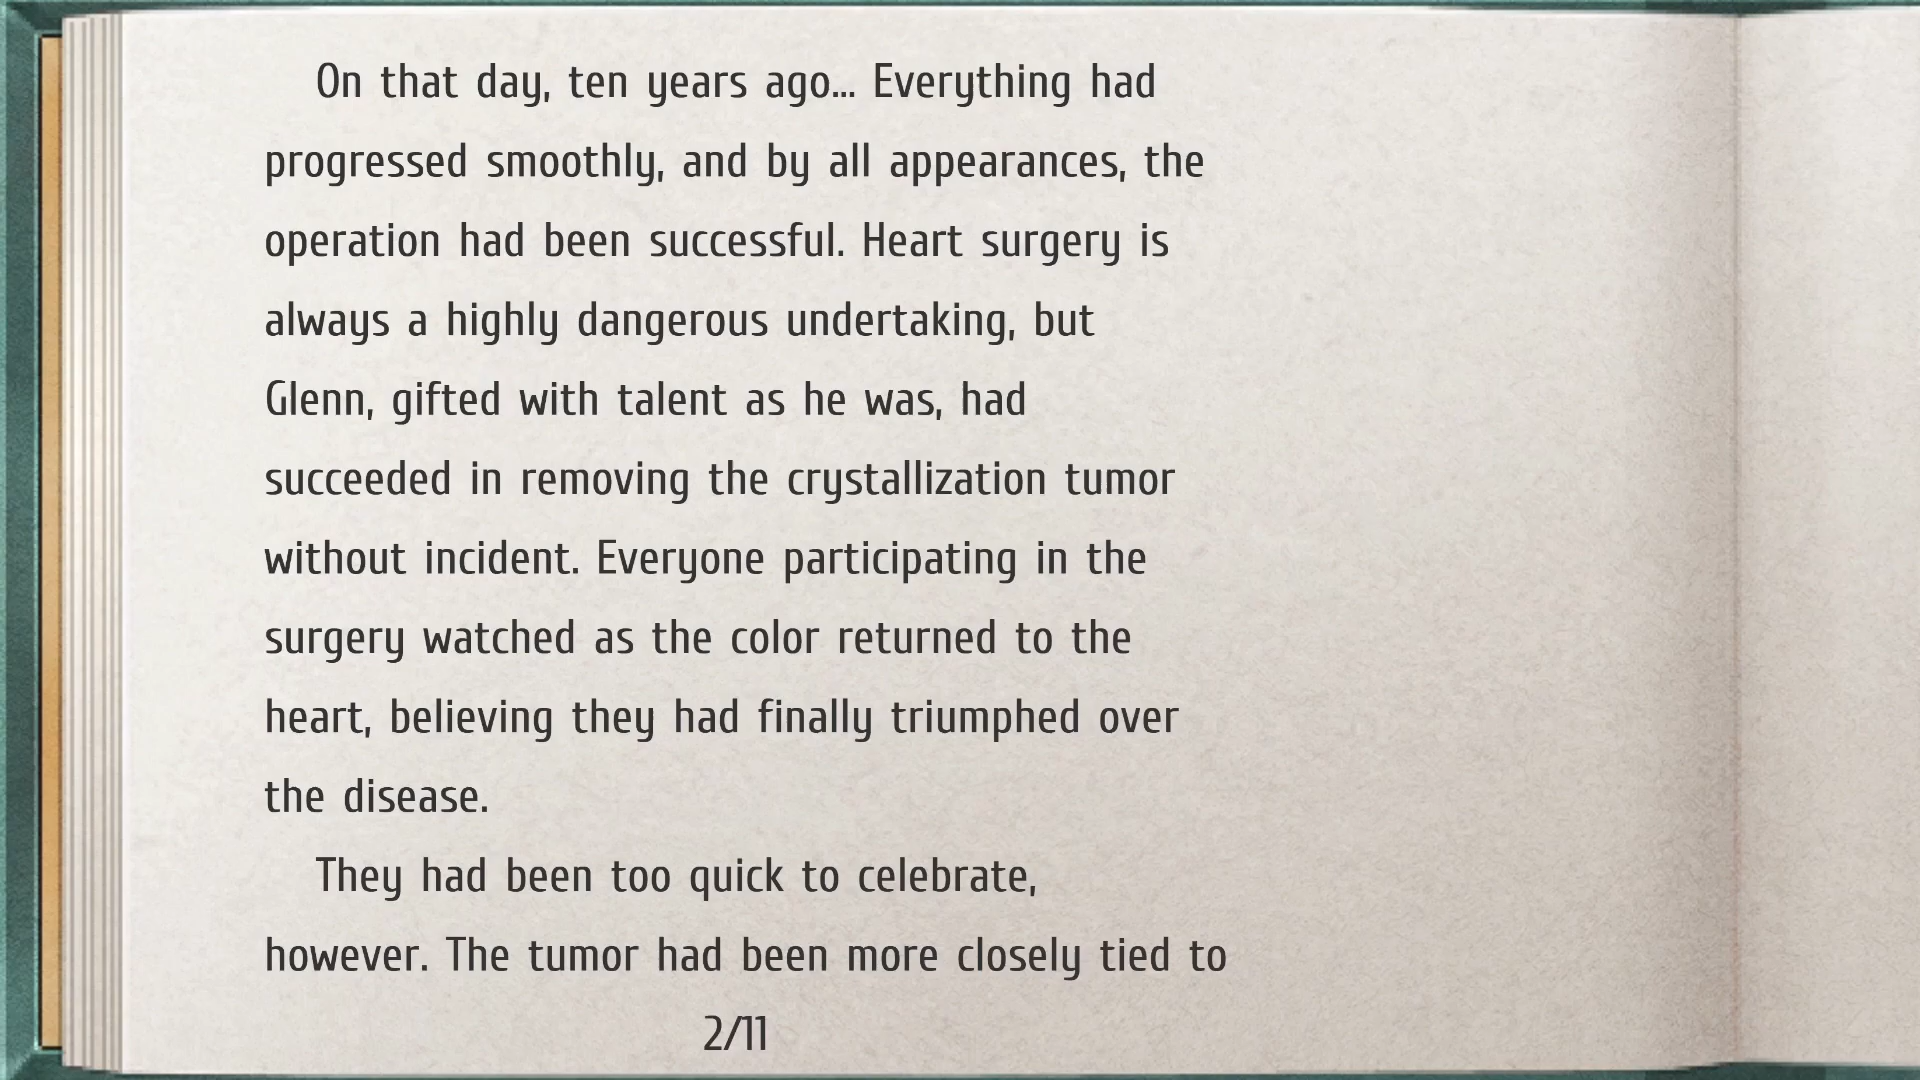 On that day, ten years ago... Everything had
progressed smoothly, and by all appearances, the
operation had been successful. Heart surgery is
always a highly dangerous undertaking, but
Glenn, gifted with talent as he was, had
succeeded in removing the crystallization tumor
without incident. Everyone participating in the
surgery watched as the color returned to the
heart, believing they had finally triumphed over
the disease.
They had been too quick to celebrate,
however. The tumor had been more closely tied to
2/11